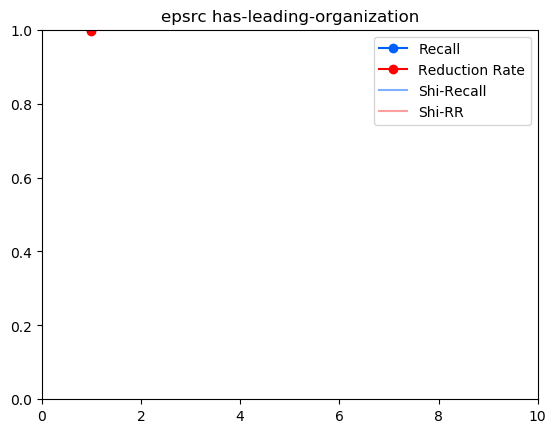 epsrc has-leading-organization
1.0
0.8
0.6
0.4
0.2
0.0
Recall
Reduction Rate
Shi-Recall
Shi-RR
0 2 4 6 8 10